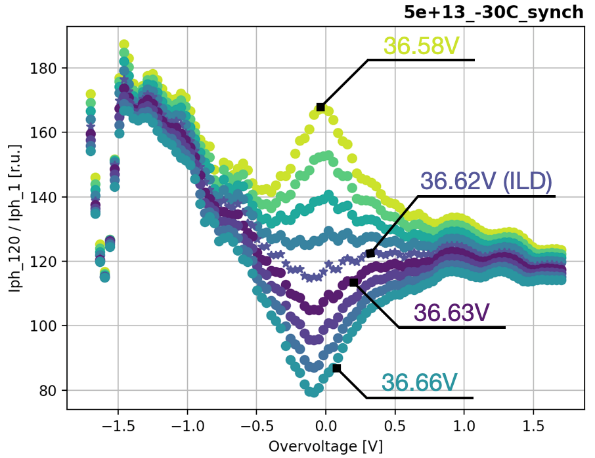 5e+13_-30C_synch
36.58V
36.62V (ILD)
36.63V
36.66V
180
160
140
120
100
80
Iph_120 / Iph_1 [r.u.]
−1.5 −1.0 −0.5 0.0 0.5 1.0 1.5
Overvoltage [V]